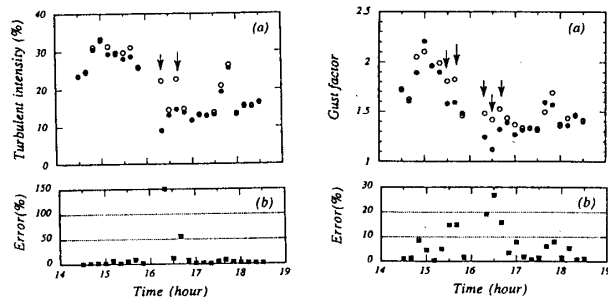 Turbulent intensity (%)
40
30
20
10
0
(a)
Error(%)
150
100
50
0
(b)
14 15 16 17 18 19
Time (hour)
Gust factor
2.5
2
1.5
1
(a)
Error(%)
30
20
10
0
(b)
14 15 16 17 18 19
Time (hour)